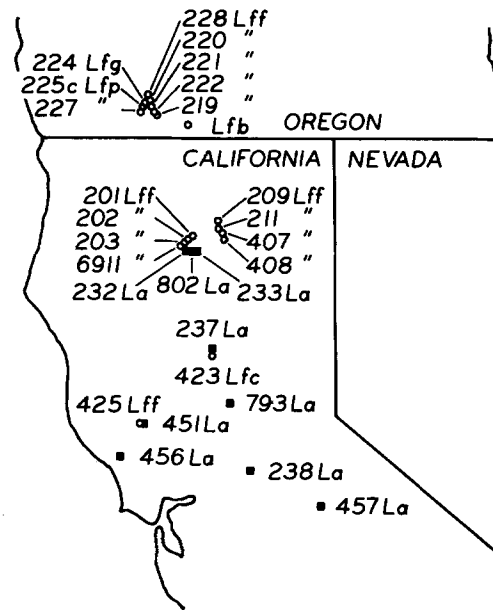 228 Lff
220 "
224 Lfg 221 "
225c Lfp 222 "
227 " 219 "
Lfb OREGON
CALIFORNIA NEVADA
201 Lff 209 Lff
202 " 211 "
203 " 407 "
6911 " 408 "
232 La 802 La 233 La
237 La
423 Lfc
425 Lff 793 La
451 La
456 La
238 La
457 La